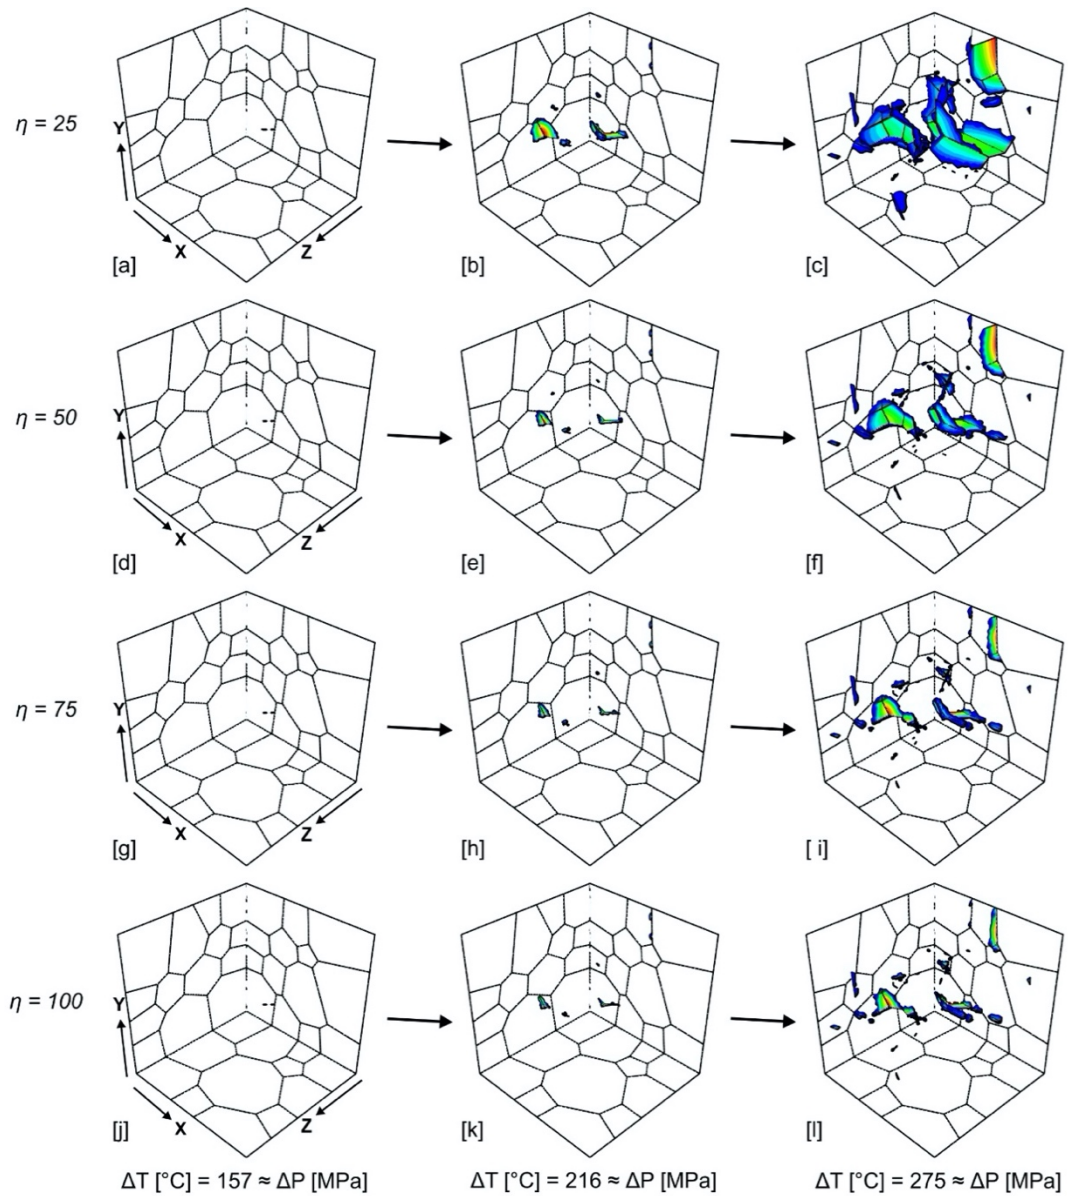 η = 25
Y
X
Z
[a]
[b]
[c]
η = 50
Y
X
Z
[d]
[e]
[f]
η = 75
Y
X
Z
[g]
[h]
[ i]
η = 100
Y
X
Z
[j]
[k]
[l]
ΔT [°C] = 157 ≈ ΔP [MPa]
ΔT [°C] = 216 ≈ ΔP [MPa]
ΔT [°C] = 275 ≈ ΔP [MPa]